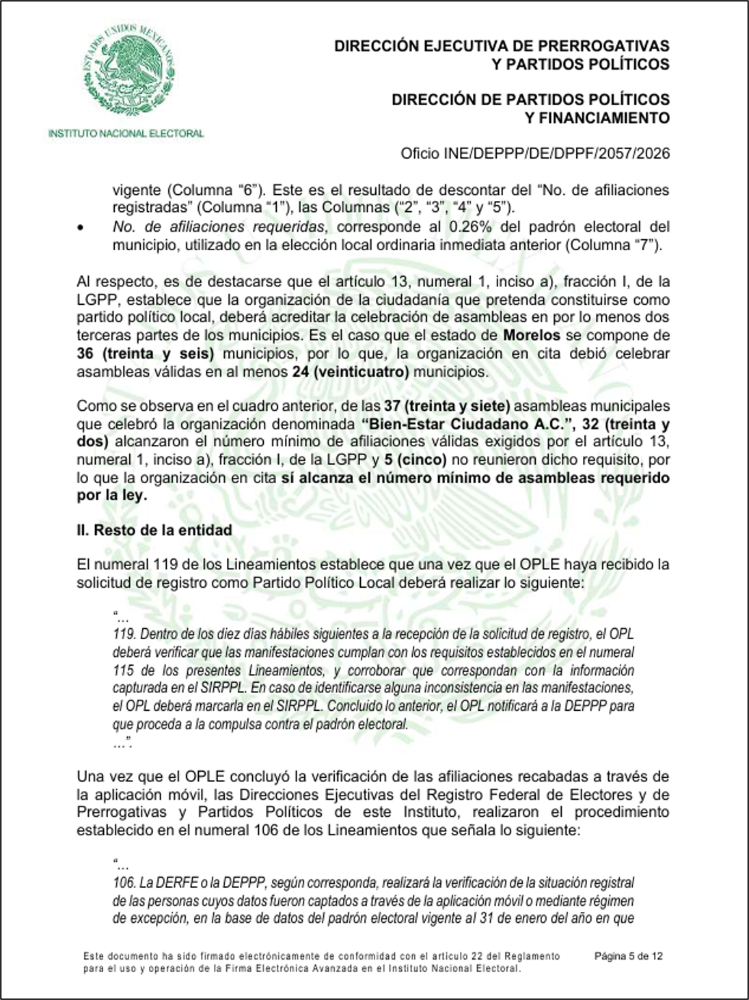 ESTADOS UNIDOS MEXICANOS
INSTITUTO NACIONAL ELECTORAL
DIRECCIÓN EJECUTIVA DE PRERROGATIVAS
Y PARTIDOS POLÍTICOS
DIRECCIÓN DE PARTIDOS POLÍTICOS
Y FINANCIAMIENTO
Oficio INE/DEPPP/DE/DPPF/2057/2026
vigente (Columna “6”). Este es el resultado de descontar del “No. de afiliaciones
registradas” (Columna “1”), las Columnas (“2”, “3”, “4” y “5”).
• No. de afiliaciones requeridas, corresponde al 0.26% del padrón electoral del
municipio, utilizado en la elección local ordinaria inmediata anterior (Columna “7”).
Al respecto, es de destacarse que el artículo 13, numeral 1, inciso a), fracción I, de la
LGPP, establece que la organización de la ciudadanía que pretenda constituirse como
partido político local, deberá acreditar la celebración de asambleas en por lo menos dos
terceras partes de los municipios. Es el caso que el estado de Morelos se compone de
36 (treinta y seis) municipios, por lo que, la organización en cita debió celebrar
asambleas válidas en al menos 24 (veinticuatro) municipios.
Como se observa en el cuadro anterior, de las 37 (treinta y siete) asambleas municipales
que celebró la organización denominada “Bien-Estar Ciudadano A.C.”, 32 (treinta y
dos) alcanzaron el número mínimo de afiliaciones válidas exigidos por el artículo 13,
numeral 1, inciso a), fracción I, de la LGPP y 5 (cinco) no reunieron dicho requisito, por
lo que la organización en cita sí alcanza el número mínimo de asambleas requerido
por la ley.
II. Resto de la entidad
El numeral 119 de los Lineamientos establece que una vez que el OPLE haya recibido la
solicitud de registro como Partido Político Local deberá realizar lo siguiente:
“…
119. Dentro de los diez días hábiles siguientes a la recepción de la solicitud de registro, el OPL
deberá verificar que las manifestaciones cumplan con los requisitos establecidos en el numeral
115 de los presentes Lineamientos, y corroborar que correspondan con la información
capturada en el SIRPPL. En caso de identificarse alguna inconsistencia en las manifestaciones,
el OPL deberá marcarla en el SIRPPL. Concluido lo anterior, el OPL notificará a la DEPPP para
que proceda a la compulsa contra el padrón electoral.
…”.
Una vez que el OPLE concluyó la verificación de las afiliaciones recabadas a través de
la aplicación móvil, las Direcciones Ejecutivas del Registro Federal de Electores y de
Prerrogativas y Partidos Políticos de este Instituto, realizaron el procedimiento
establecido en el numeral 106 de los Lineamientos que señala lo siguiente:
“…
106. La DERFE o la DEPPP, según corresponda, realizará la verificación de la situación registral
de las personas cuyos datos fueron captados a través de la aplicación móvil o mediante régimen
de excepción, en la base de datos del padrón electoral vigente al 31 de enero del año en que
Este documento ha sido firmado electrónicamente de conformidad con el artículo 22 del Reglamento
para el uso y operación de la Firma Electrónica Avanzada en el Instituto Nacional Electoral.
Página 5 de 12